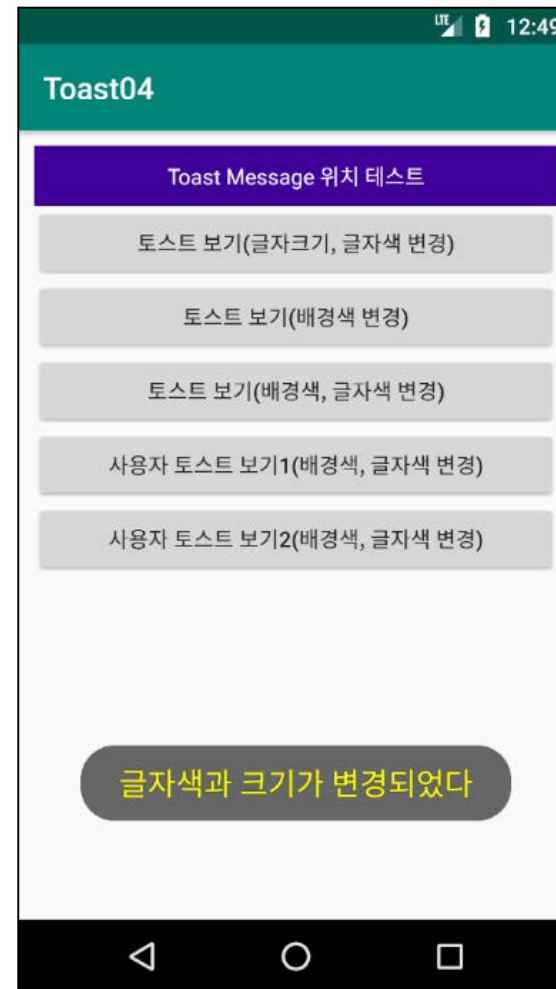 LTE 12:49
Toast04
Toast Message 위치 테스트
토스트 보기(글자크기, 글자색 변경)
토스트 보기(배경색 변경)
토스트 보기(배경색, 글자색 변경)
사용자 토스트 보기1(배경색, 글자색 변경)
사용자 토스트 보기2(배경색, 글자색 변경)
글자색과 크기가 변경되었다